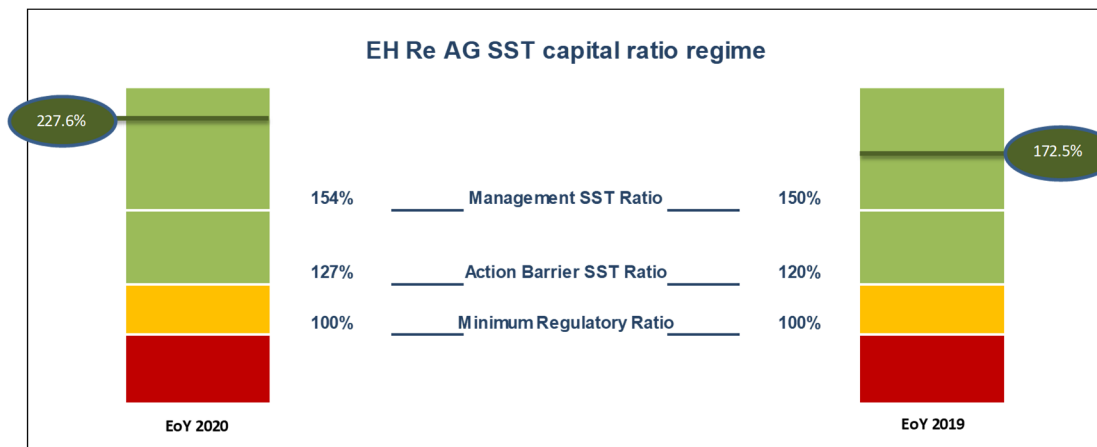 EH Re AG SST capital ratio regime
227.6%
172.5%
154% Management SST Ratio 150%
127% Action Barrier SST Ratio 120%
100% Minimum Regulatory Ratio 100%
EoY 2020
EoY 2019